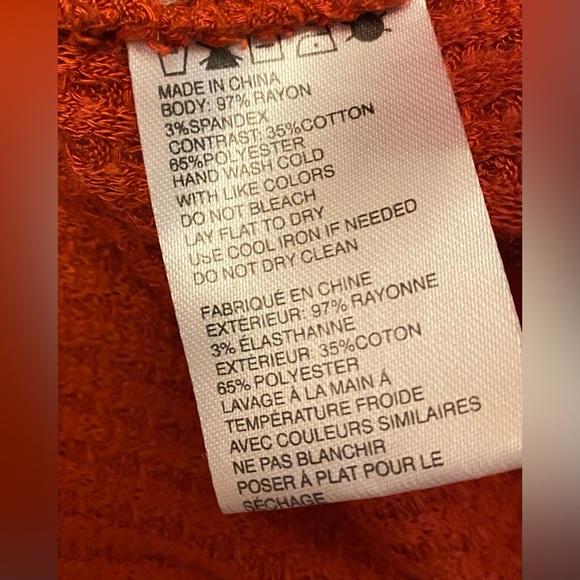 MADE IN CHINA
BODY: 97%RAYON
3%SPANDEX
CONTRAST: 35%COTTON
65%POLYESTER
HAND WASH COLD
WITH LIKE COLORS
DO NOT BLEACH
LAY FLAT TO DRY
USE COOL IRON IF NEEDED
DO NOT DRY CLEAN
FABRIQUÉ EN CHINE
EXTÉRIEUR: 97% RAYONNE
3% ÉLASTHANNE
EXTÉRIEUR: 35%COTON
65% POLYESTER
LAVAGE À LA MAIN À
TEMPÉRATURE FROIDE
AVEC COULEURS SIMILAIRES
NE PAS BLANCHIR
POSER À PLAT POUR LE
SÉCHAGE